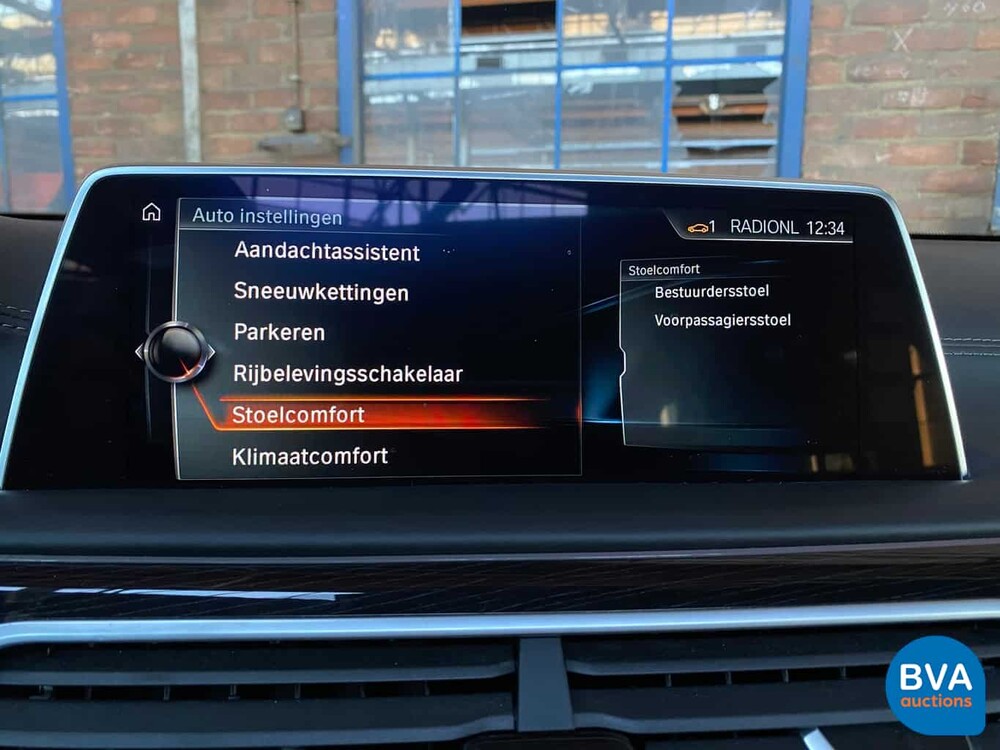 Auto instellingen
1 RADIONL 12:34
Aandachtassistent
Sneeuwkettingen
Parkeren
Rijbelevingsschakelaar
Stoelcomfort
Klimaatcomfort
Stoelcomfort
Bestuurdersstoel
Voorpassagiersstoel
BVA
auctions